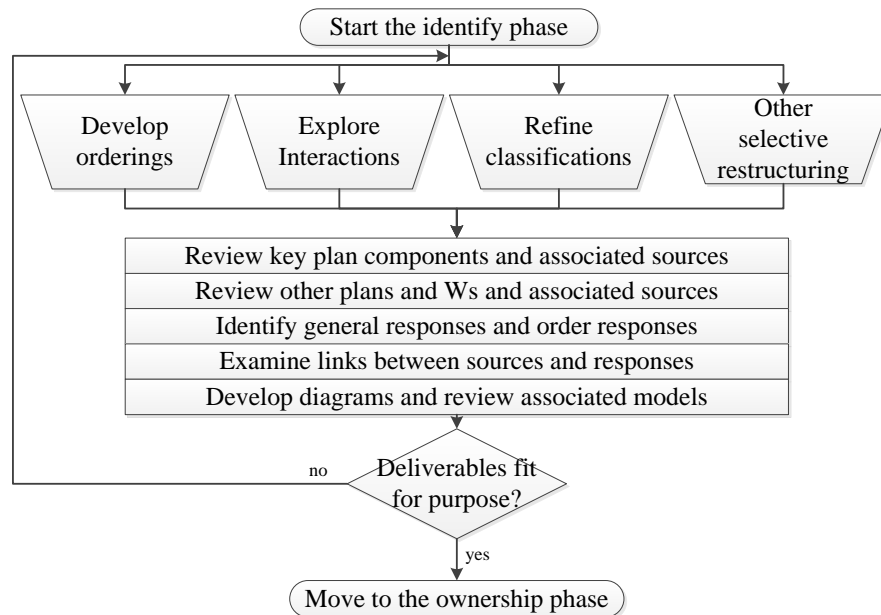 Start the identify phase
Develop
orderings
Explore
Interactions
Refine
classifications
Other
selective
restructuring
Review key plan components and associated sources
Review other plans and Ws and associated sources
Identify general responses and order responses
Examine links between sources and responses
Develop diagrams and review associated models
Deliverables fit
for purpose?
no
yes
Move to the ownership phase